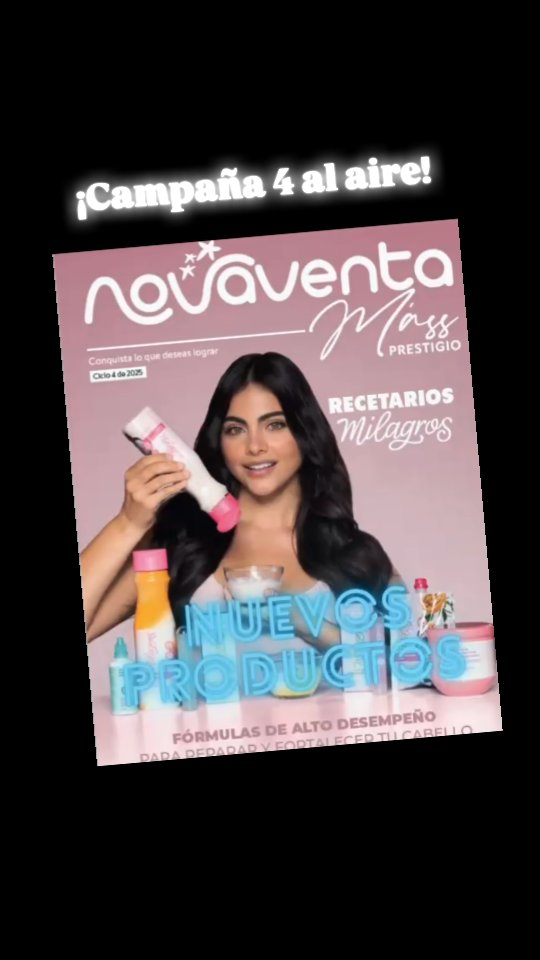 ¡Campaña 4 al aire!
novaventa
Máss
PRESTIGIO
Conquista lo que deseas lograr
Ciclo 4 de 2025
RECETARIOS
Milagros
NUEVOS
PRODUCTOS
FÓRMULAS DE ALTO DESEMPEÑO
PARA REPARAR Y FORTALECER TU CABELLO